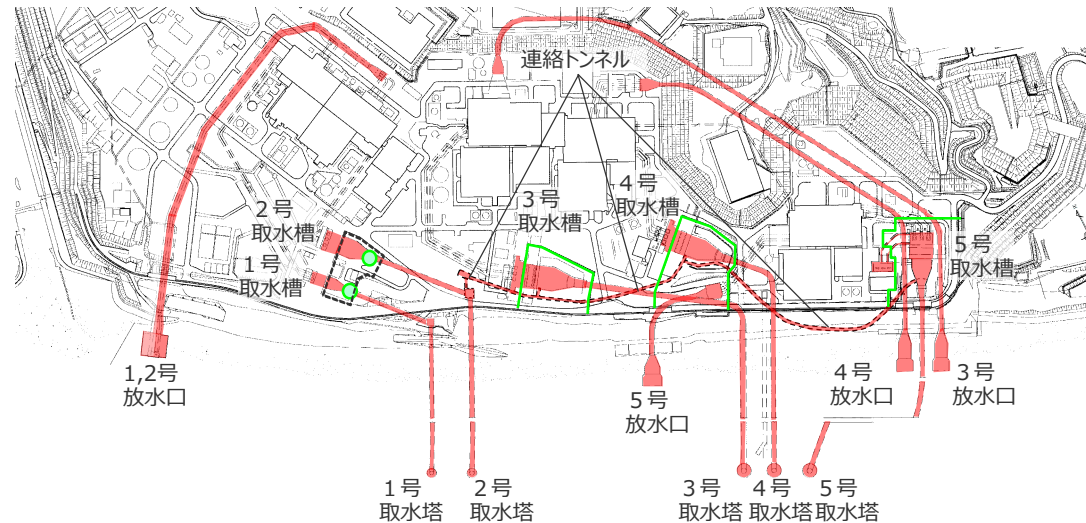 連絡トンネル
2号
取水槽
1号
取水槽
3号
取水槽
4号
取水槽
5号
取水槽
1,2号
放水口
5号
放水口
4号
放水口
3号
放水口
1号
取水塔
2号
取水塔
3号
取水塔
4号
取水塔
5号
取水塔